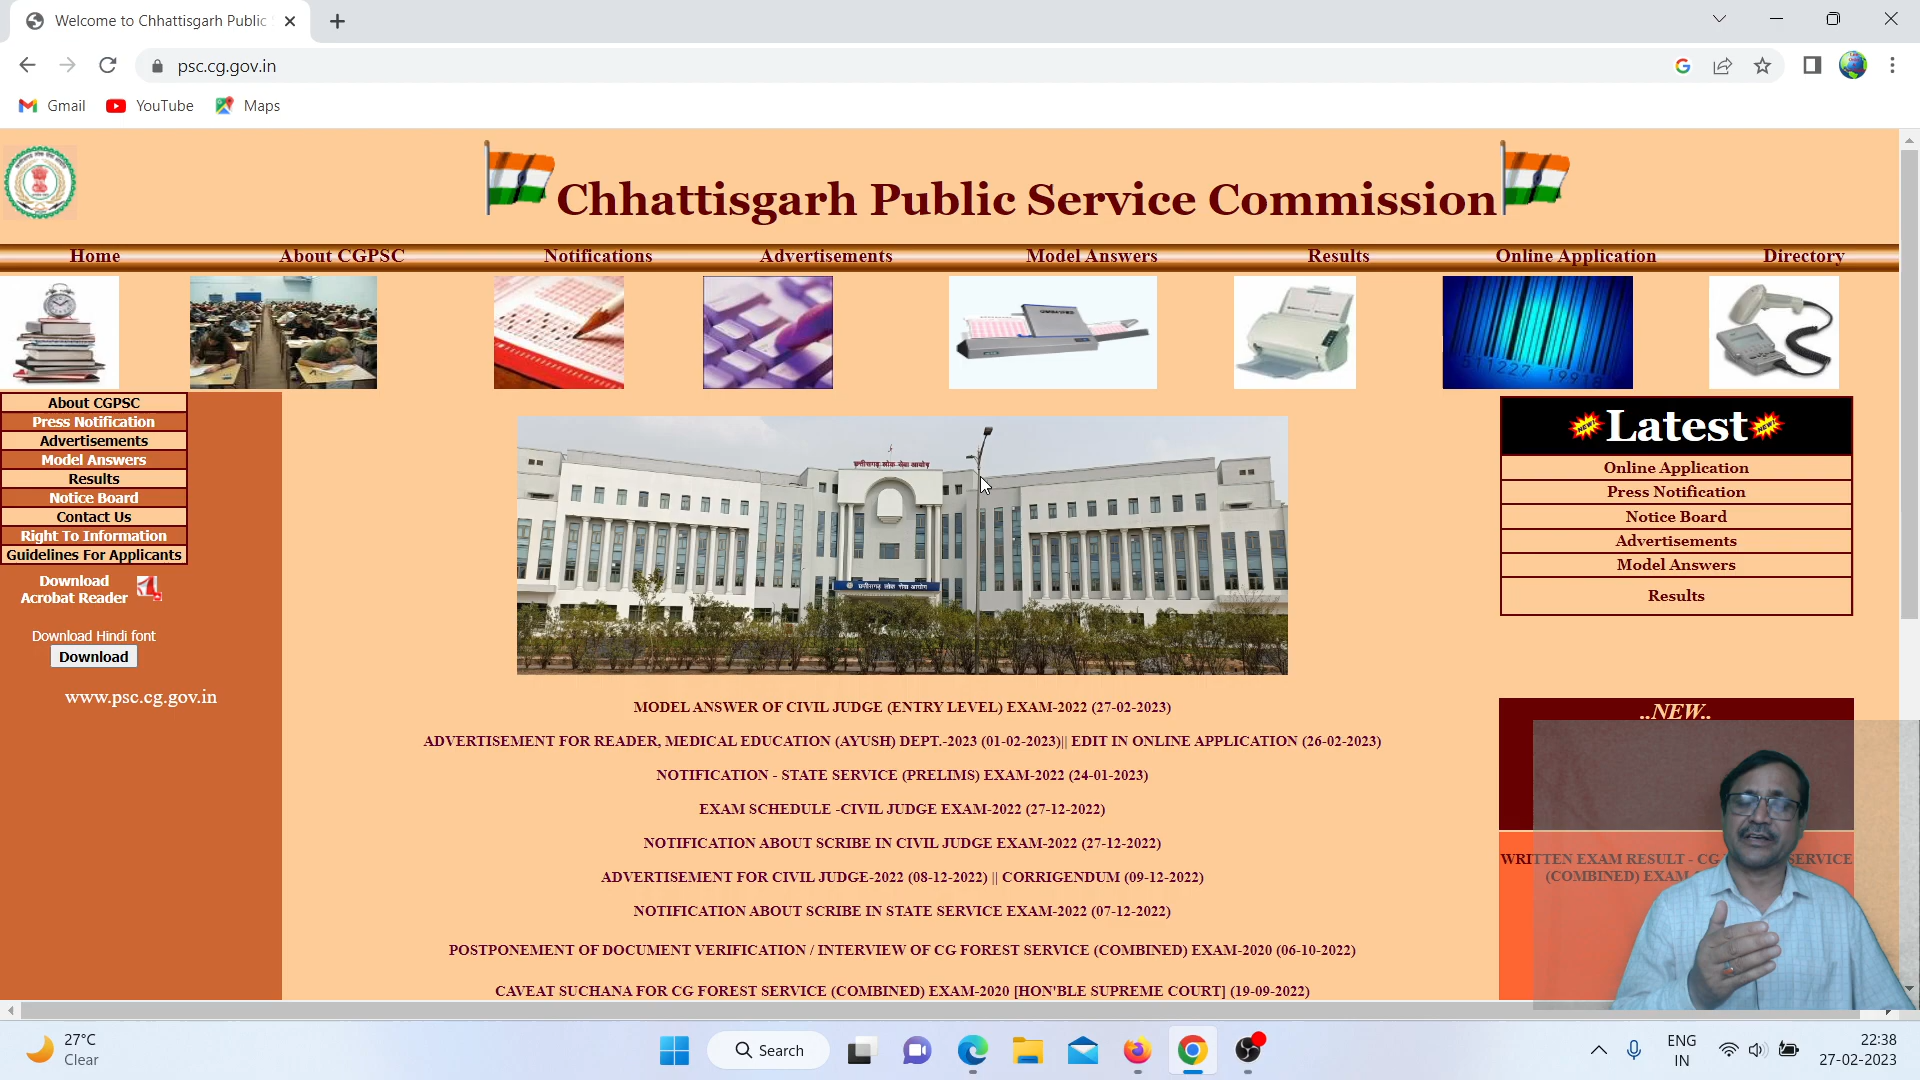 Welcome to Chhattisgarh Public
psc.cg.gov.in
Gmail YouTube Maps
Chhattisgarh Public Service Commission
Home About CGPSC Notifications Advertisements Model Answers Results Online Application Directory
About CGPSC
Press Notification
Advertisements
Model Answers
Results
Notice Board
Contact Us
Right To Information
Guidelines For Applicants
Download
Acrobat Reader
Download Hindi font
Download
www.psc.cg.gov.in
छत्तीसगढ़ लोक सेवा आयोग
छत्तीसगढ़ लोक सेवा आयोग
MODEL ANSWER OF CIVIL JUDGE (ENTRY LEVEL) EXAM-2022 (27-02-2023)
ADVERTISEMENT FOR READER, MEDICAL EDUCATION (AYUSH) DEPT.-2023 (01-02-2023)|| EDIT IN ONLINE APPLICATION (26-02-2023)
NOTIFICATION - STATE SERVICE (PRELIMS) EXAM-2022 (24-01-2023)
EXAM SCHEDULE -CIVIL JUDGE EXAM-2022 (27-12-2022)
NOTIFICATION ABOUT SCRIBE IN CIVIL JUDGE EXAM-2022 (27-12-2022)
ADVERTISEMENT FOR CIVIL JUDGE-2022 (08-12-2022) || CORRIGENDUM (09-12-2022)
NOTIFICATION ABOUT SCRIBE IN STATE SERVICE EXAM-2022 (07-12-2022)
POSTPONEMENT OF DOCUMENT VERIFICATION / INTERVIEW OF CG FOREST SERVICE (COMBINED) EXAM-2020 (06-10-2022)
CAVEAT SUCHANA FOR CG FOREST SERVICE (COMBINED) EXAM-2020 [HON'BLE SUPREME COURT] (19-09-2022)
NEW! Latest NEW!
Online Application
Press Notification
Notice Board
Advertisements
Model Answers
Results
..NEW..
WRITTEN EXAM RESULT - CG SERVICE
(COMBINED) EXAM
27°C
Clear
Search
ENG
IN
22:38
27-02-2023